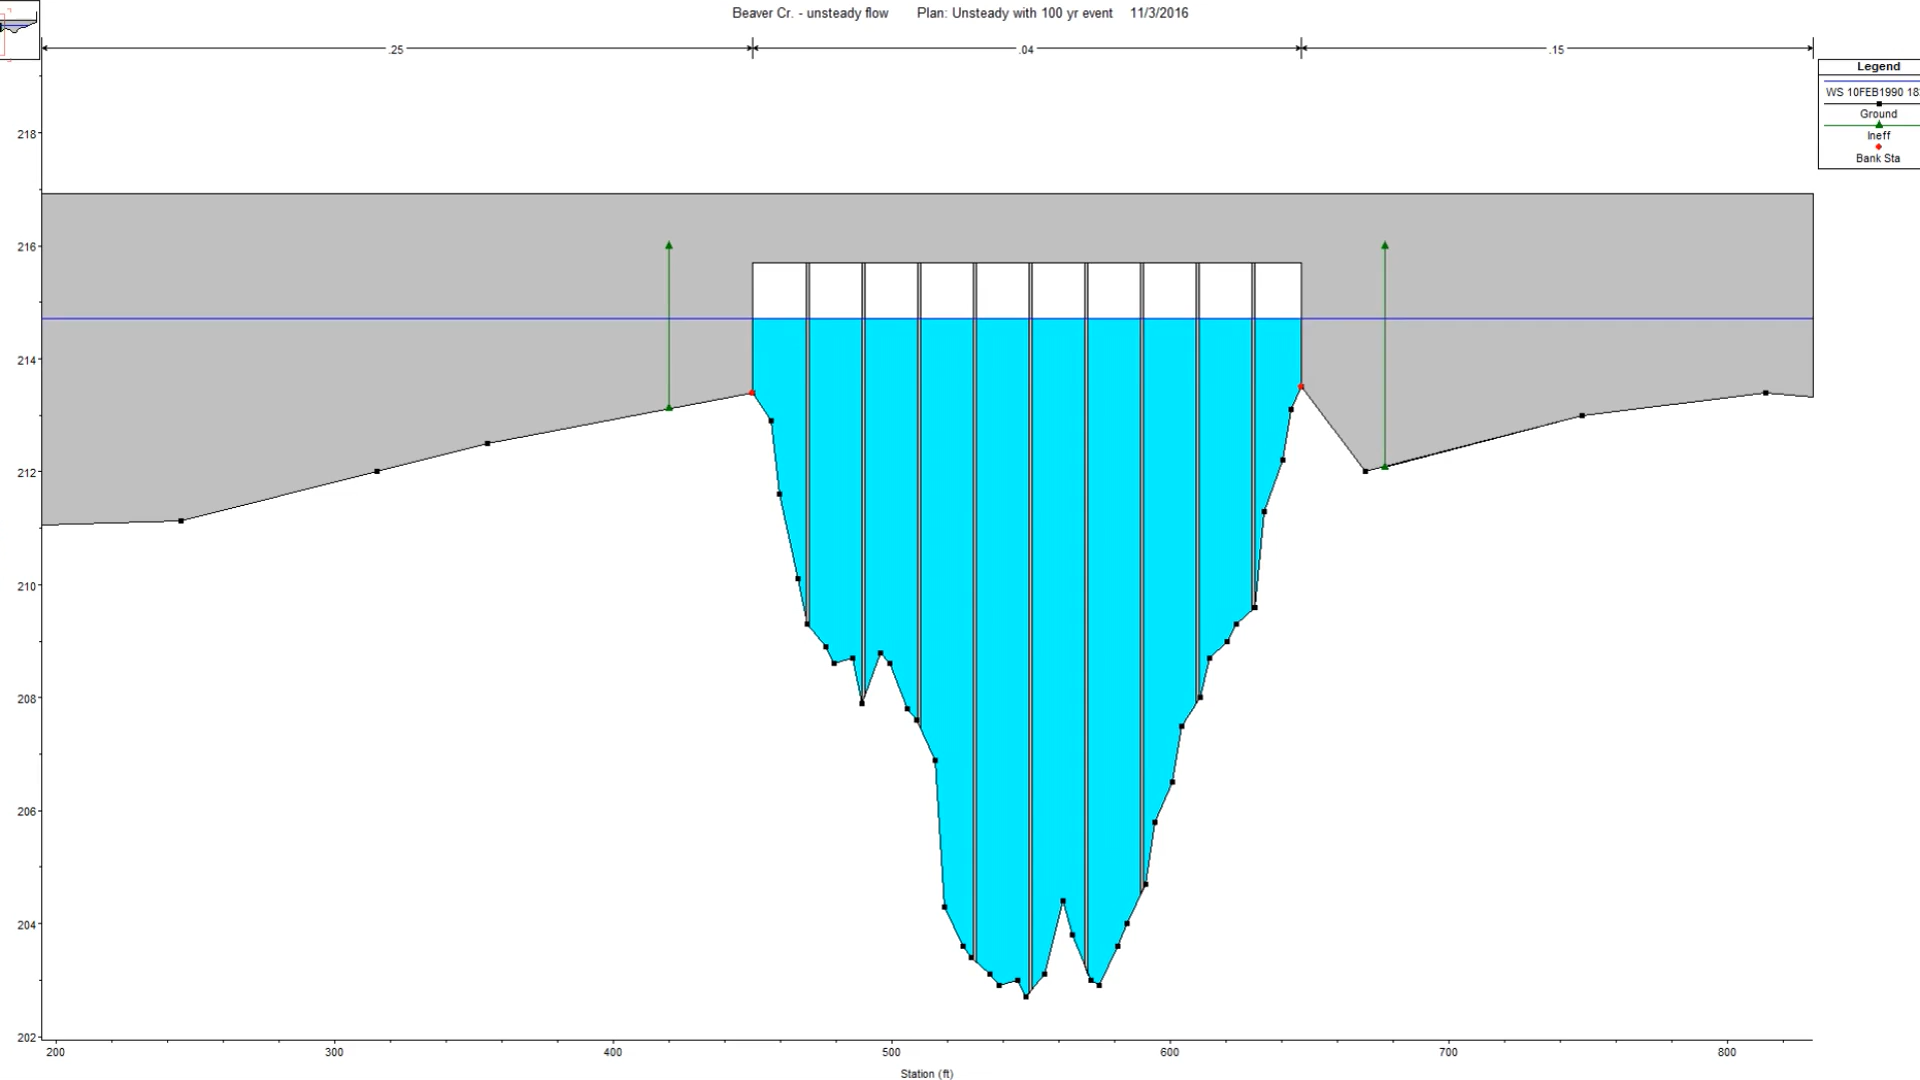 Beaver Cr. - unsteady flow Plan: Unsteady with 100 yr event 11/3/2016
.25 .04 .15
Legend
WS 10FEB1990 18
Ground
Ineff
Bank Sta
218
216
214
212
210
208
206
204
202
200 300 400 500 600 700 800
Station (ft)